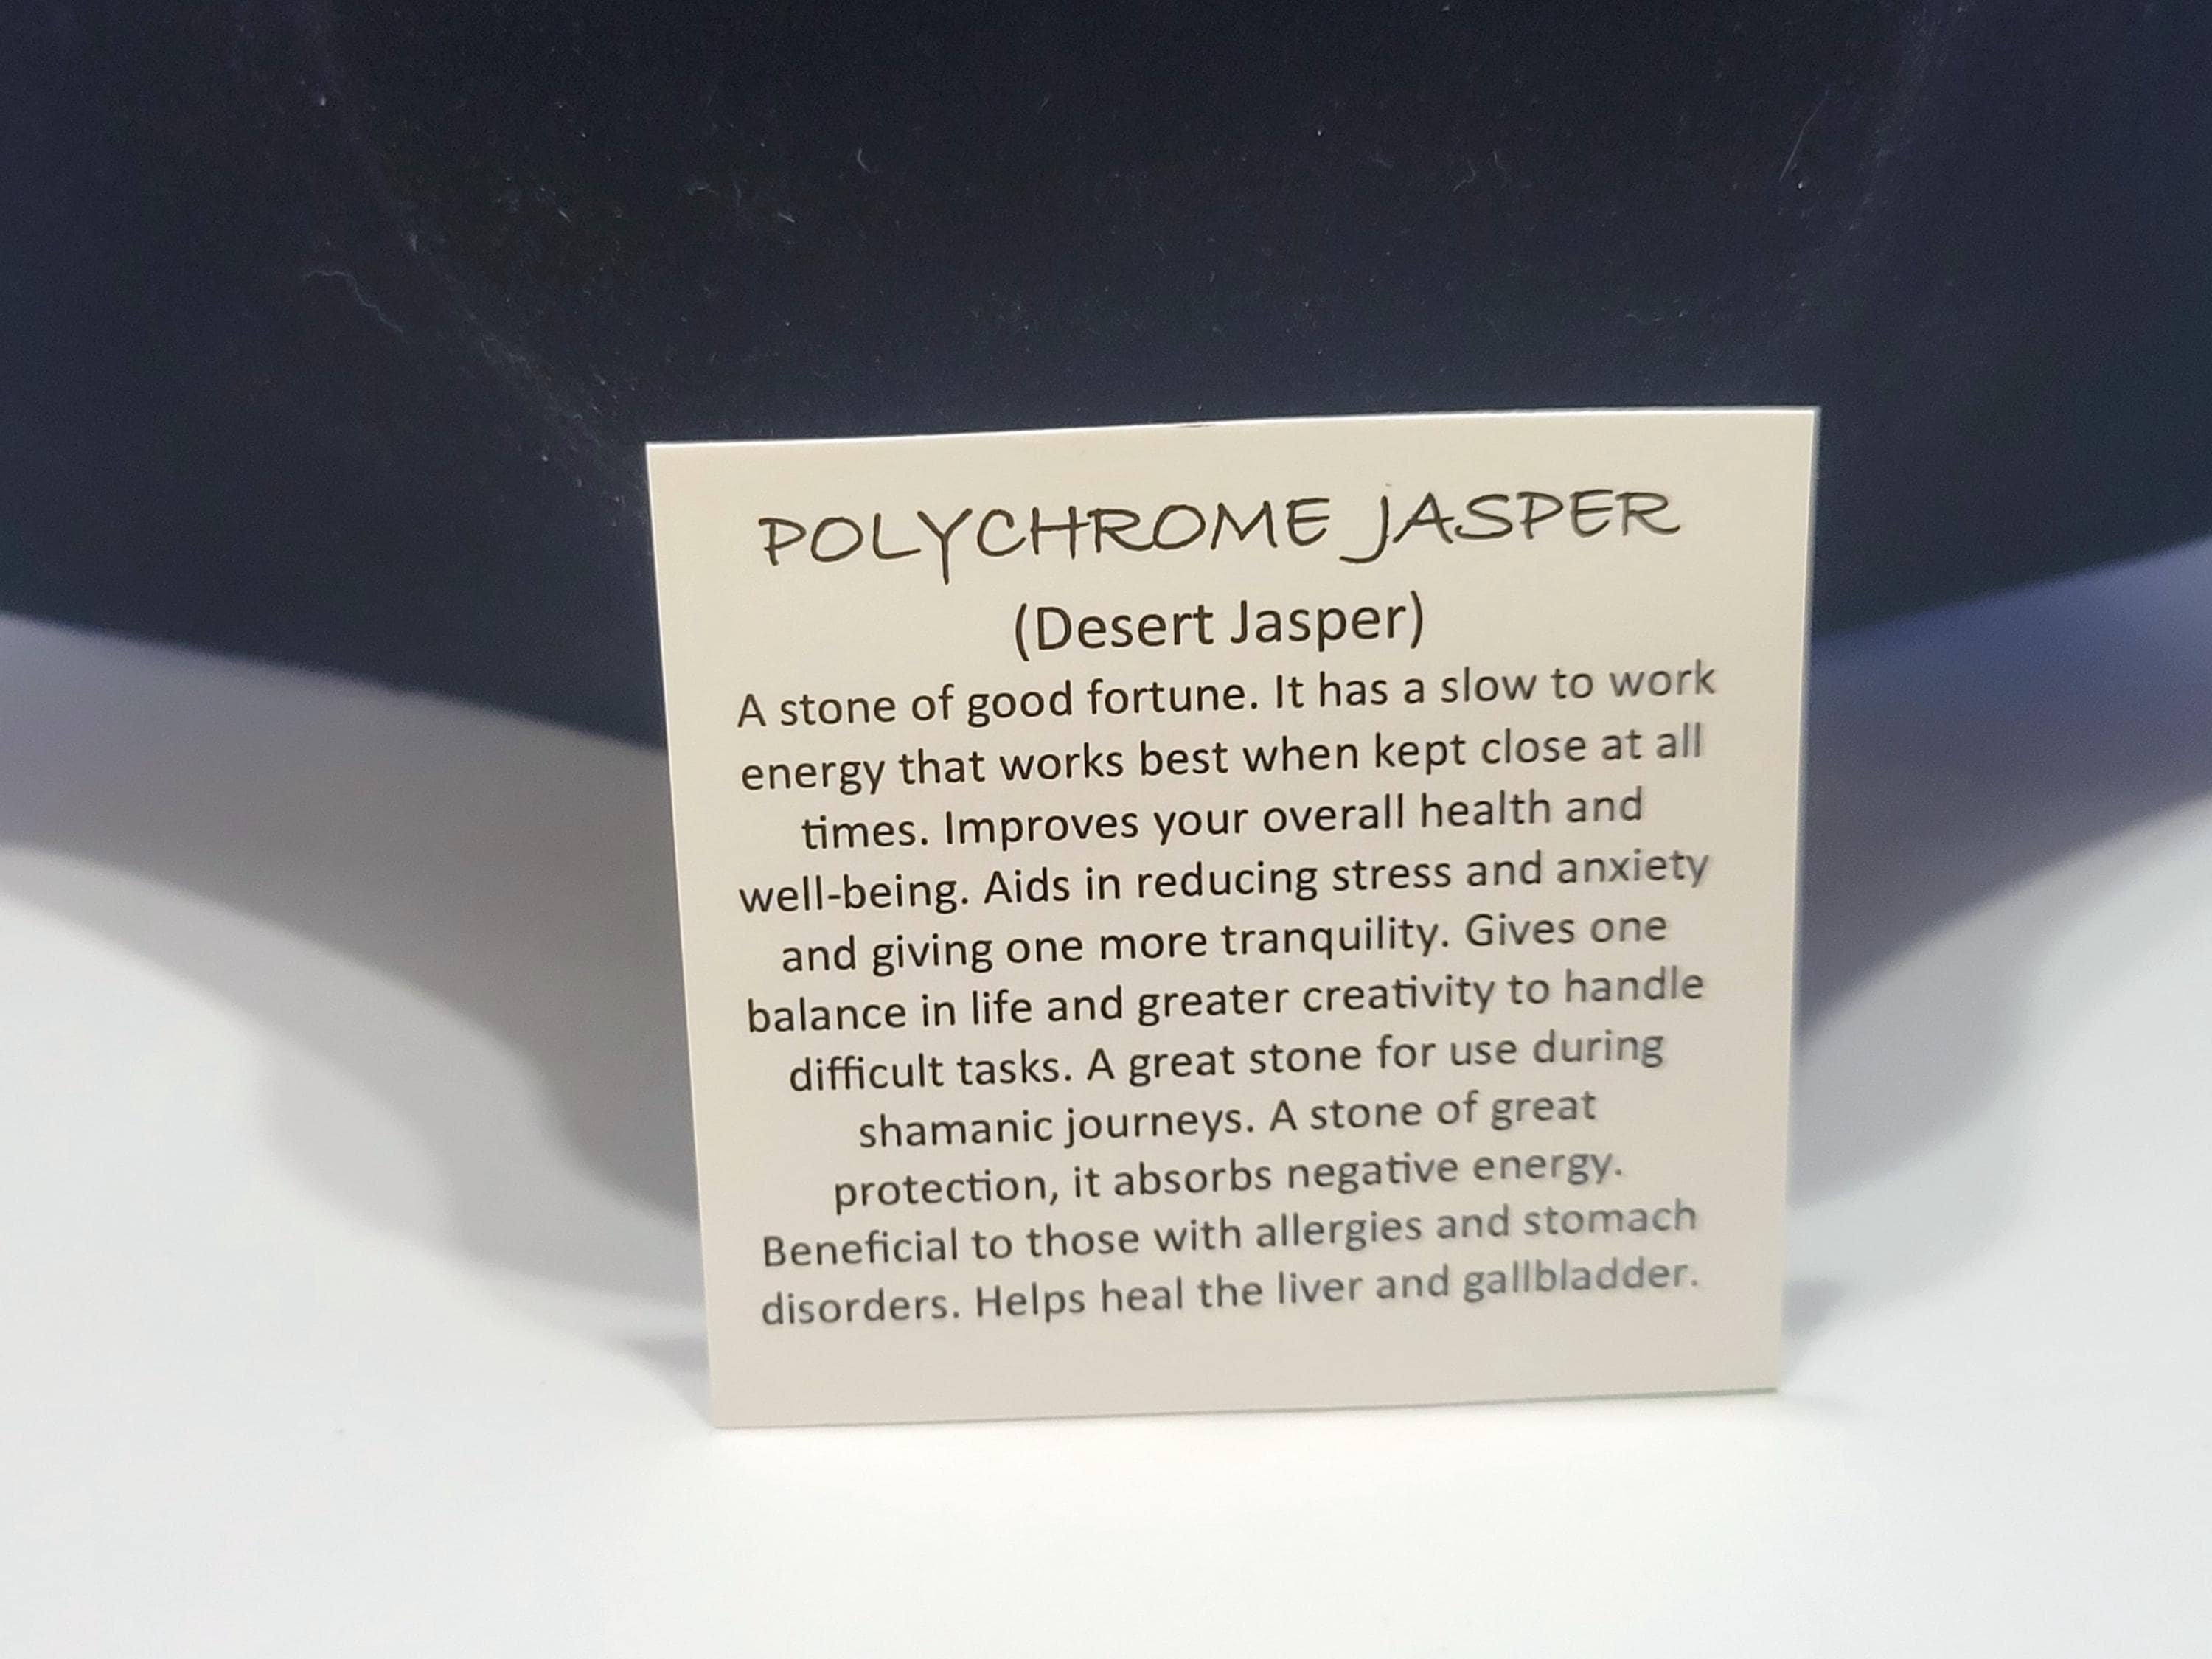 POLYCHROME JASPER
(Desert Jasper)
A stone of good fortune. It has a slow to work
energy that works best when kept close at all
times. Improves your overall health and
well-being. Aids in reducing stress and anxiety
and giving one more tranquility. Gives one
balance in life and greater creativity to handle
difficult tasks. A great stone for use during
shamanic journeys. A stone of great
protection, it absorbs negative energy.
Beneficial to those with allergies and stomach
disorders. Helps heal the liver and gallbladder.